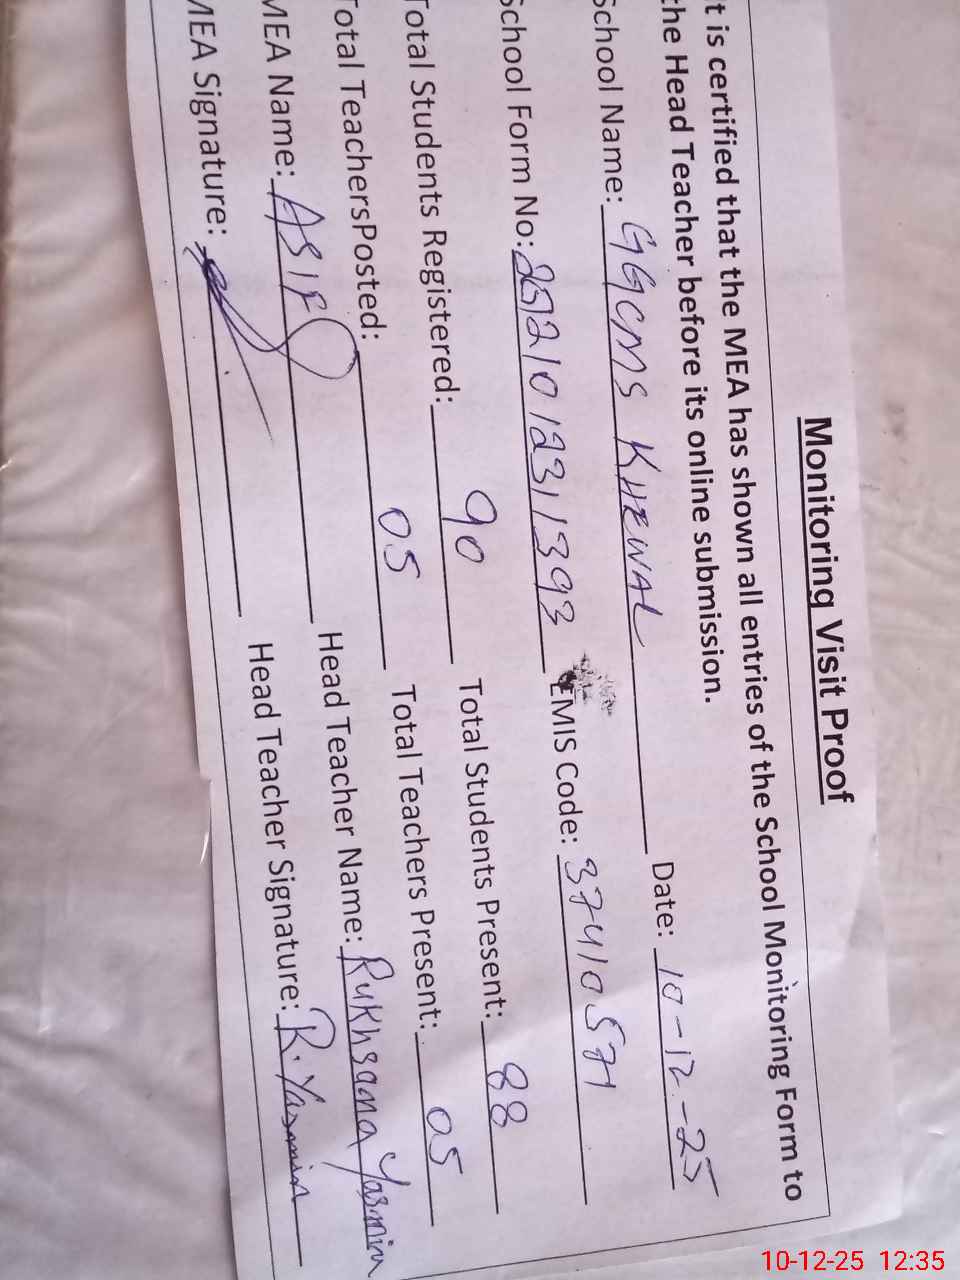 Monitoring Visit Proof
It is certified that the MEA has shown all entries of the School Monitoring Form to
the Head Teacher before its online submission.
School Name: GGCMS KHEWAL Date: 10-12-25
School Form No: EMIS Code: 37410571
Total Students Registered: 90 Total Students Present: 88
Total TeachersPosted: 05 Total Teachers Present: 05
MEA Name: ASIF Head Teacher Name: Rukhsana Yasmin
MEA Signature: Head Teacher Signature: R. Yasmin
10-12-25 12:35